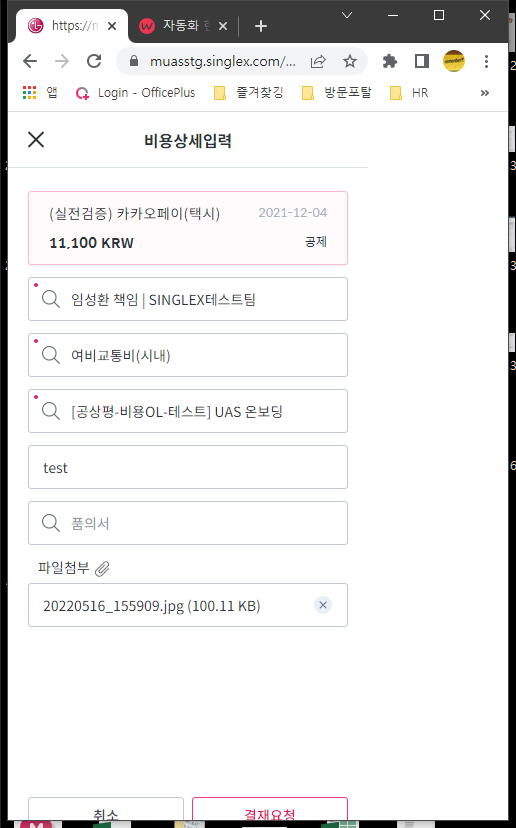 https://m
자동화 한
muasstg.singlex.com/...
앱
Login - OfficePlus
즐겨찾깅
방문포탈
HR
비용상세입력
(실전검증) 카카오페이(택시)
2021-12-04
11,100 KRW
공제
임성환 책임 | SINGLEX테스트팀
여비교통비(시내)
[공상평-비용OL-테스트] UAS 온보딩
test
품의서
파일첨부
20220516_155909.jpg (100.11 KB)
취소
결재요청